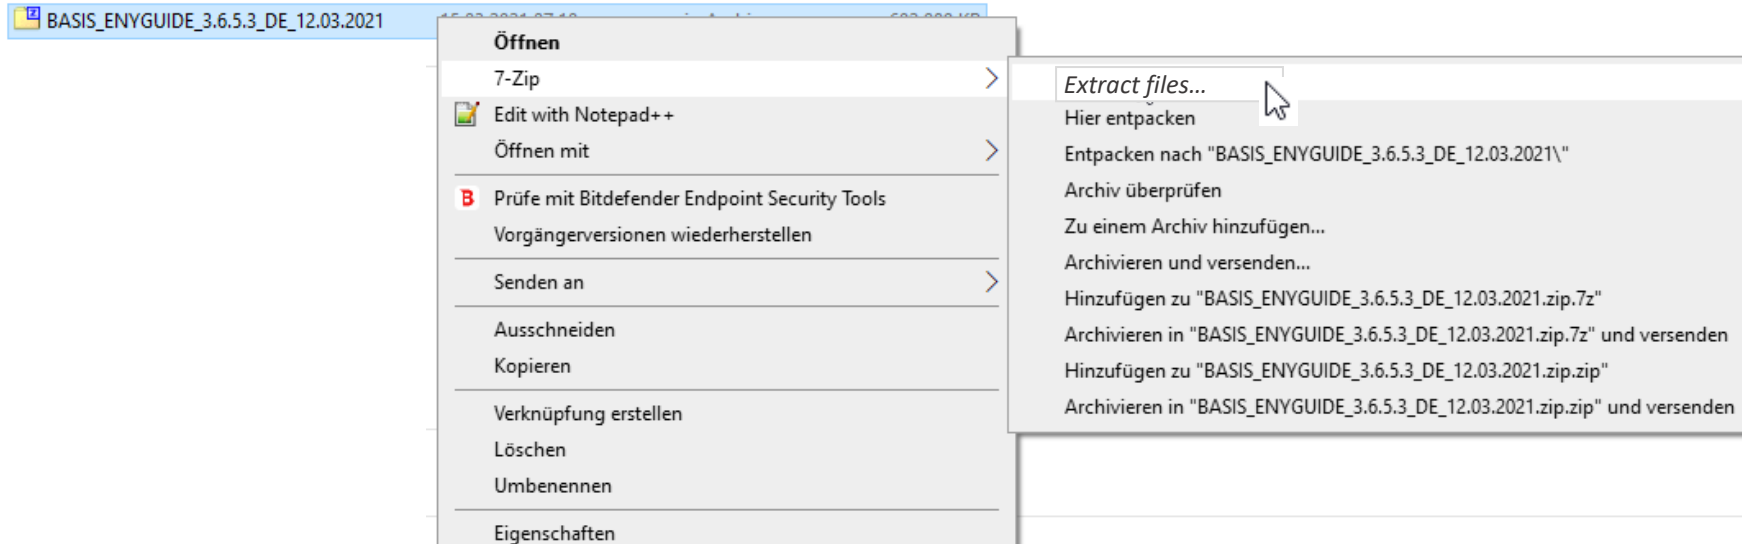 BASIS_ENYGUIDE_3.6.5.3_DE_12.03.2021
Öffnen
7-Zip
Edit with Notepad++
Öffnen mit
Prüfe mit Bitdefender Endpoint Security Tools
Vorgängerversionen wiederherstellen
Senden an
Ausschneiden
Kopieren
Verknüpfung erstellen
Löschen
Umbenennen
Eigenschaften
Extract files...
Hier entpacken
Entpacken nach "BASIS_ENYGUIDE_3.6.5.3_DE_12.03.2021\"
Archiv überprüfen
Zu einem Archiv hinzufügen...
Archivieren und versenden...
Hinzufügen zu "BASIS_ENYGUIDE_3.6.5.3_DE_12.03.2021.zip.7z"
Archivieren in "BASIS_ENYGUIDE_3.6.5.3_DE_12.03.2021.zip.7z" und versenden
Hinzufügen zu "BASIS_ENYGUIDE_3.6.5.3_DE_12.03.2021.zip.zip"
Archivieren in "BASIS_ENYGUIDE_3.6.5.3_DE_12.03.2021.zip.zip" und versenden